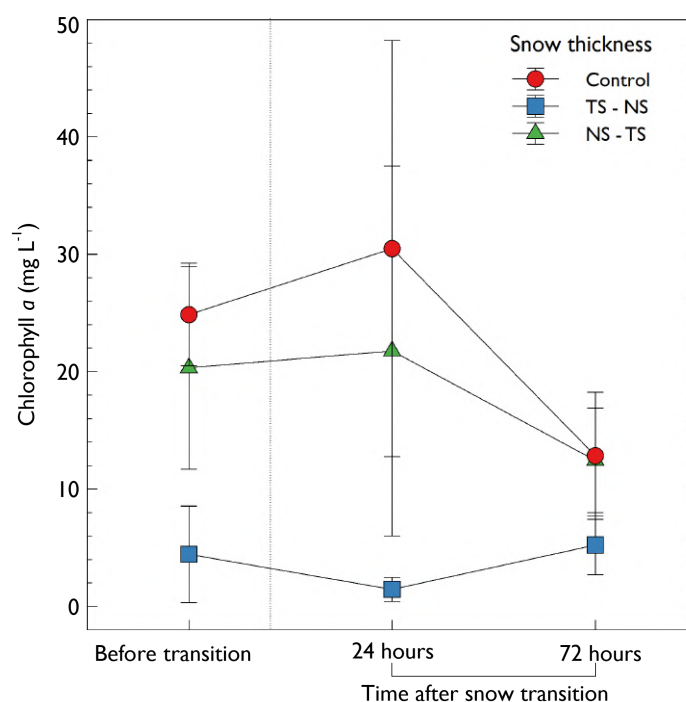 50
40
30
20
10
0
Chlorophyll a (mg L⁻¹)
Snow thickness
Control
TS - NS
NS - TS
Before transition
24 hours
72 hours
Time after snow transition